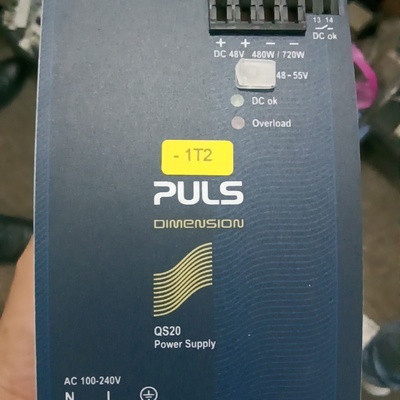 13 14
+ + − −
DC ok
DC 48V 480W / 720W
48-55V
DC ok
Overload
- 1T2
PULS
DIMENSION
QS20
Power Supply
AC 100-240V
N L